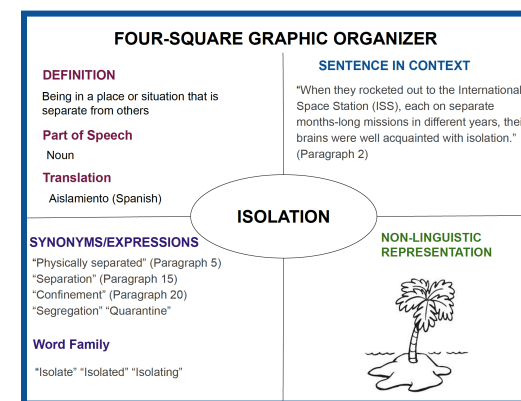 FOUR-SQUARE GRAPHIC ORGANIZER
DEFINITION
Being in a place or situation that is
separate from others
Part of Speech
Noun
Translation
Aislamiento (Spanish)
SENTENCE IN CONTEXT
“When they rocketed out to the International
Space Station (ISS), each on separate
months-long missions in different years, thei
brains were well acquainted with isolation.”
(Paragraph 2)
ISOLATION
SYNONYMS/EXPRESSIONS
“Physically separated” (Paragraph 5)
“Separation” (Paragraph 15)
“Confinement” (Paragraph 20)
“Segregation” “Quarantine”
Word Family
“Isolate” “Isolated” “Isolating”
NON-LINGUISTIC
REPRESENTATION